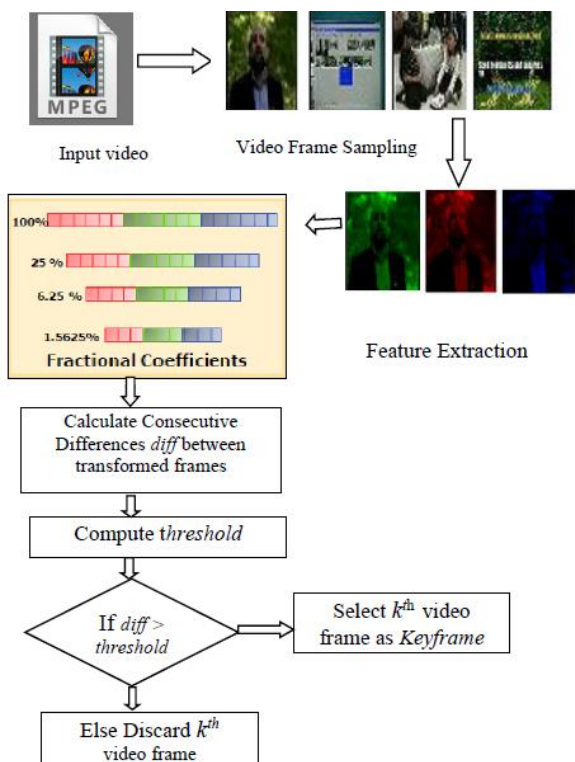 MPEG
Input video
Video Frame Sampling
100%
25 %
6.25 %
1.5625%
Fractional Coefficients
Feature Extraction
Calculate Consecutive
Differences diff between
transformed frames
Compute threshold
If diff >
threshold
Select kth video
frame as Keyframe
Else Discard kth
video frame